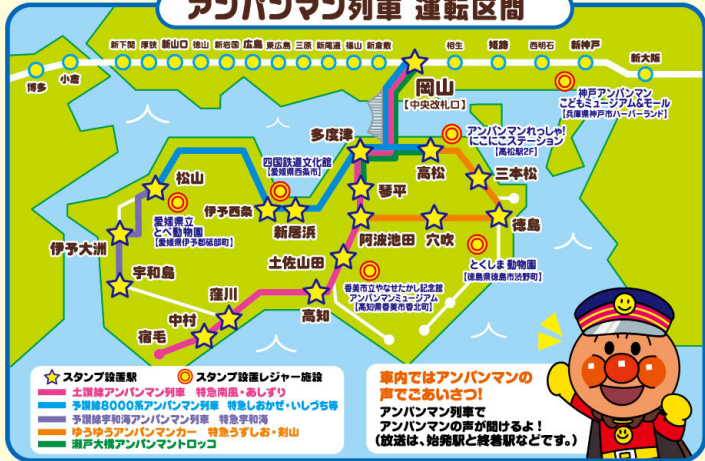 アンパンマン列車 運転区間
博多
小倉
新下関
厚狭
新山口
徳山
新岩国
広島
東広島
三原
新尾道
福山
新倉敷
岡山
【中央改札口】
相生
姫路
西明石
新神戸
新大阪
神戸アンパンマン
こどもミュージアム&モール
【兵庫県神戸市ハーバーランド】
多度津
アンパンマンれっしゃ!
にこにこステーション
【高松駅2F】
高松
三本松
四国鉄道文化館
【愛媛県西条市】
松山
伊予西条
新居浜
琴平
愛媛県立
とべ動物園
【愛媛県伊予郡砥部町】
伊予大洲
宇和島
阿波池田
穴吹
徳島
とくしま動物園
【徳島県徳島市渋野町】
土佐山田
香美市立やなせたかし記念館
アンパンマンミュージアム
【高知県香美市香北町】
高知
窪川
中村
宿毛
スタンプ設置駅
スタンプ設置レジャー施設
土讃線アンパンマン列車 特急南風・あしずり
予讃線8000系アンパンマン列車 特急しおかぜ・いしづち等
予讃線宇和海アンパンマン列車 特急宇和海
ゆうゆうアンパンマンカー 特急うずしお・剣山
瀬戸大橋アンパンマントロッコ
車内ではアンパンマンの
声でごあいさつ!
アンパンマン列車で
アンパンマンの声が聞けるよ!
(放送は、始発駅と終着駅などです。)